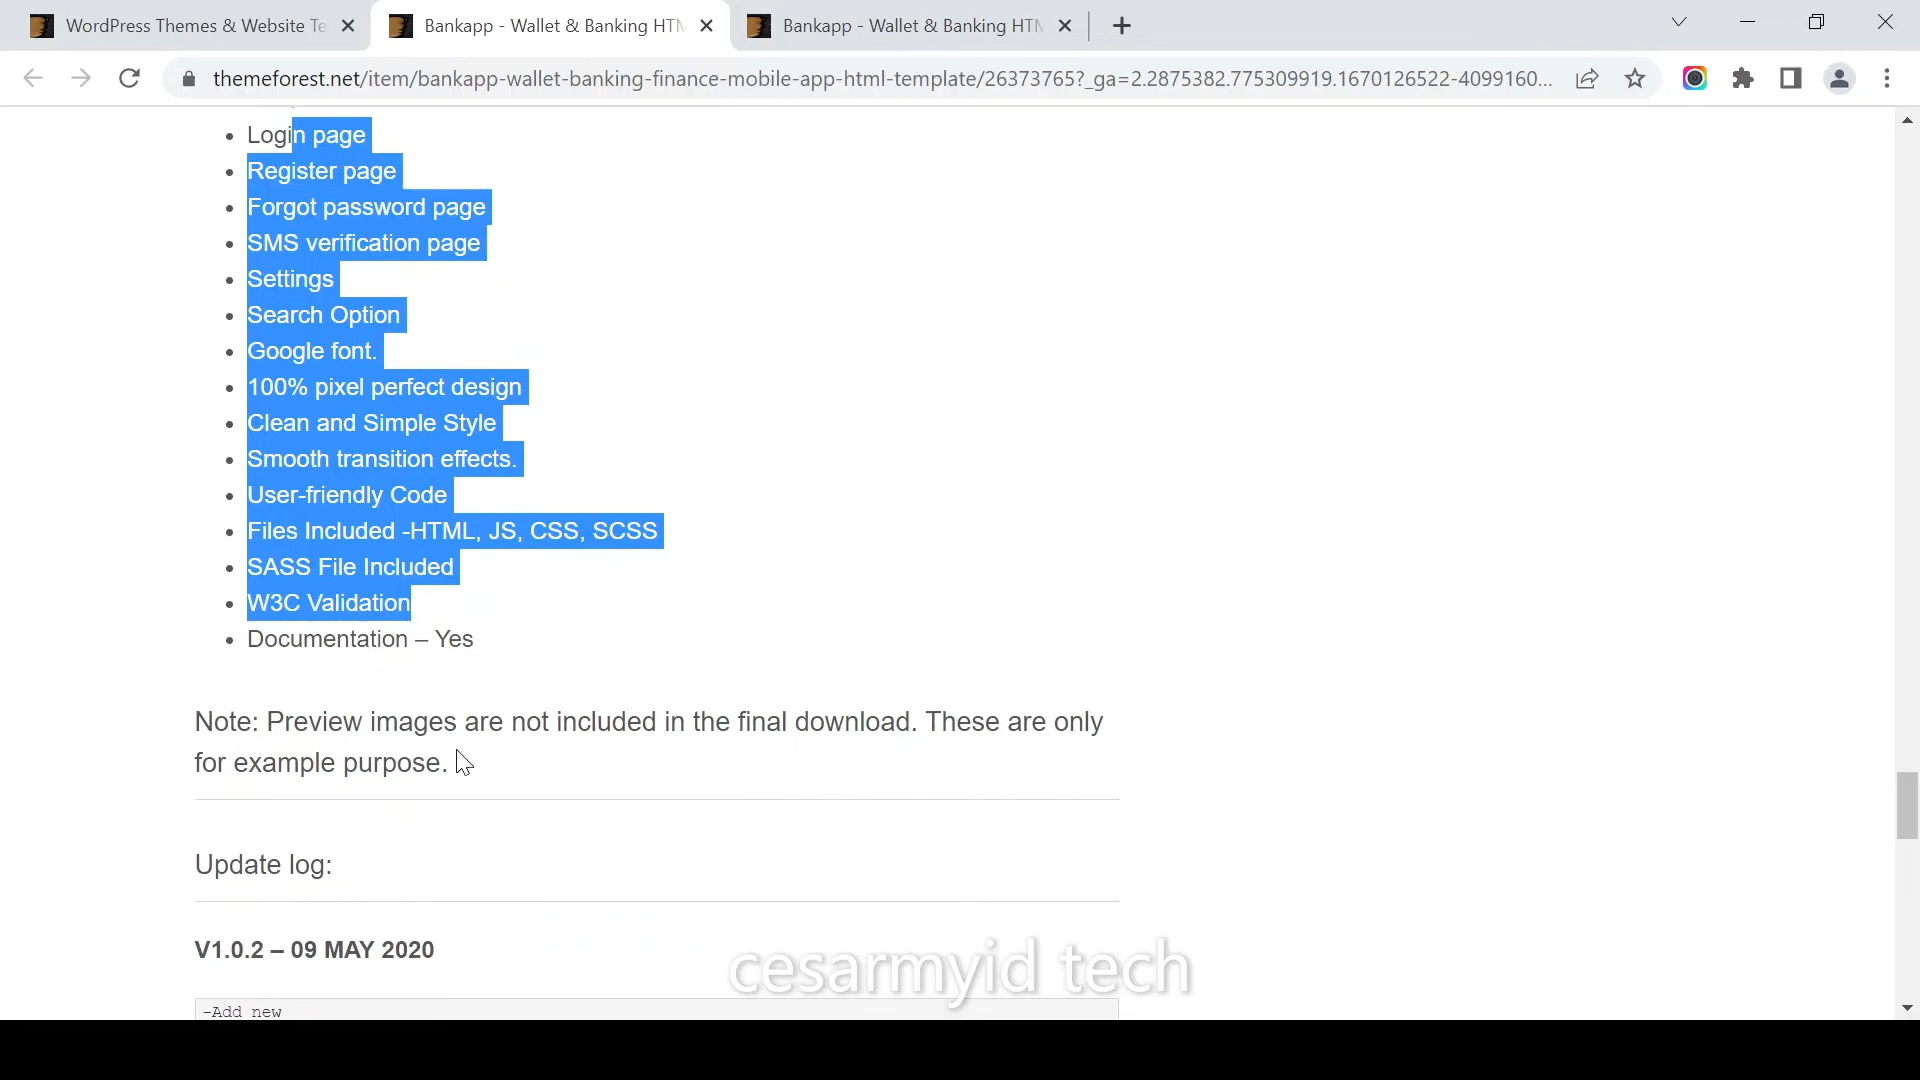 WordPress Themes & Website Te
Bankapp - Wallet & Banking HTM
Bankapp - Wallet & Banking HTM
themeforest.net/item/bankapp-wallet-banking-finance-mobile-app-html-template/26373765?_ga=2.2875382.775309919.1670126522-4099160...
Login page
Register page
Forgot password page
SMS verification page
Settings
Search Option
Google font.
100% pixel perfect design
Clean and Simple Style
Smooth transition effects.
User-friendly Code
Files Included -HTML, JS, CSS, SCSS
SASS File Included
W3C Validation
Documentation – Yes
Note: Preview images are not included in the final download. These are only
for example purpose.
Update log:
V1.0.2 – 09 MAY 2020
cesarmyid tech
-Add new